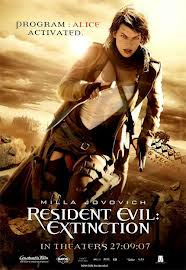 PROGRAM : ALICE
ACTIVATED.
MILLA JOVOVICH
RESIDENT EVIL:
EXTINCTION
IN THEATERS 27:09:07